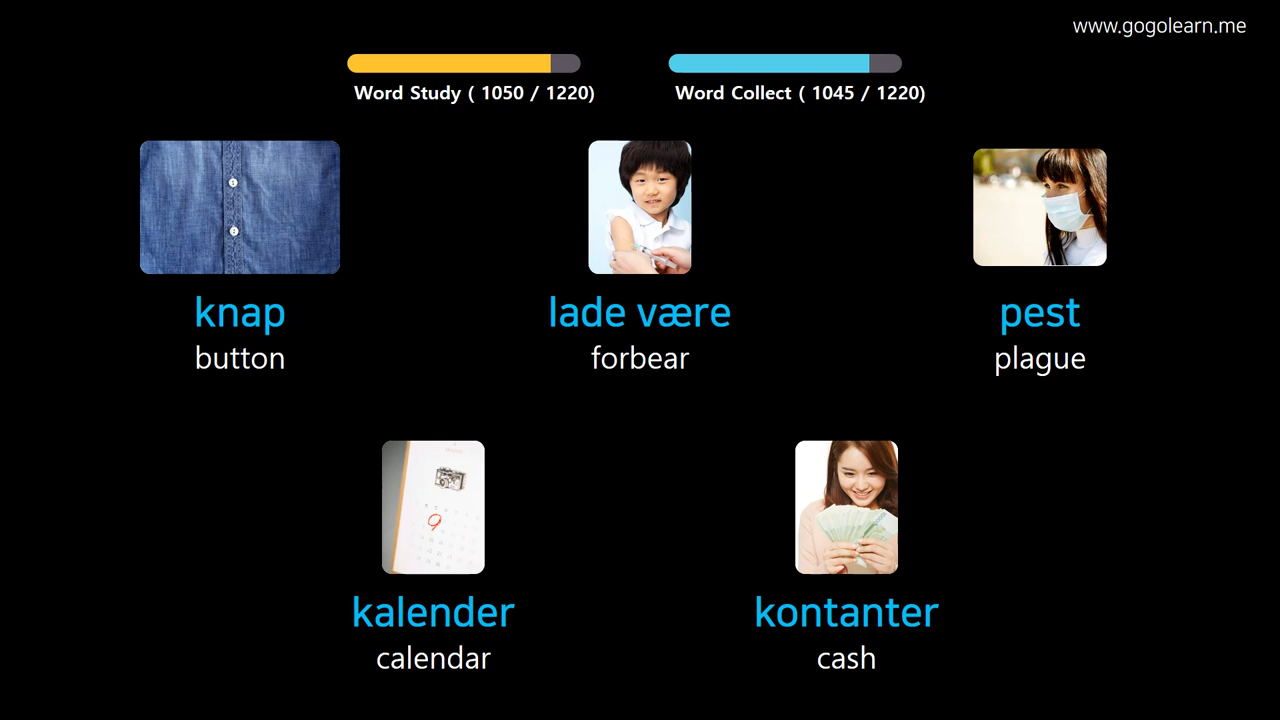 www.gogolearn.me
Word Study ( 1050 / 1220)
Word Collect ( 1045 / 1220)
knap
button
lade være
forbear
pest
plague
kalender
calendar
kontanter
cash